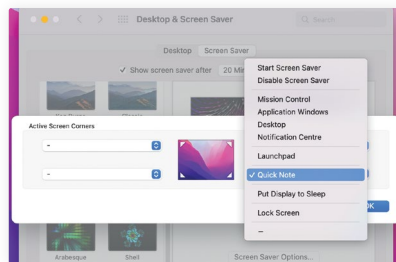 Desktop & Screen Saver
Search
Desktop Screen Saver
Show screen saver after 20
Start Screen Saver
Disable Screen Saver
Mission Control
Application Windows
Desktop
Notification Centre
Launchpad
✓ Quick Note
Put Display to Sleep
Lock Screen
–
Active Screen Corners
-
-
OK
Arabesque Shell
Screen Saver Options...